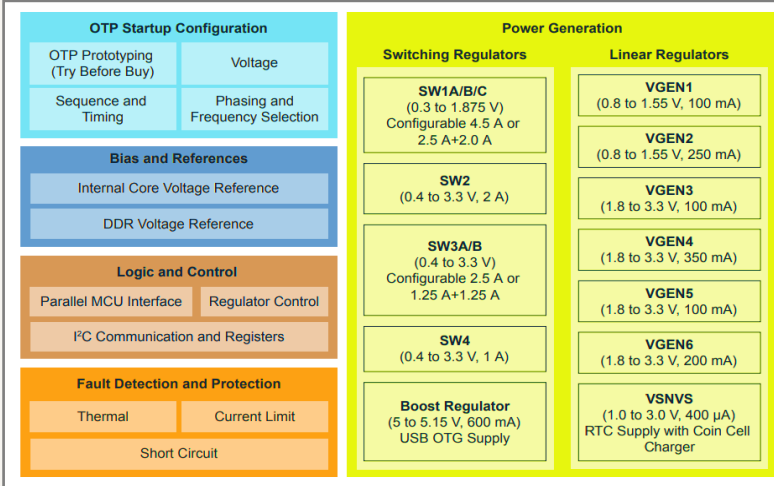 OTP Startup Configuration
OTP Prototyping
(Try Before Buy)
Voltage
Sequence and
Timing
Phasing and
Frequency Selection
Bias and References
Internal Core Voltage Reference
DDR Voltage Reference
Logic and Control
Parallel MCU Interface
Regulator Control
I²C Communication and Registers
Fault Detection and Protection
Thermal
Current Limit
Short Circuit
Power Generation
Switching Regulators
SW1A/B/C
(0.3 to 1.875 V)
Configurable 4.5 A or
2.5 A+2.0 A
SW2
(0.4 to 3.3 V, 2 A)
SW3A/B
(0.4 to 3.3 V)
Configurable 2.5 A or
1.25 A+1.25 A
SW4
(0.4 to 3.3 V, 1 A)
Boost Regulator
(5 to 5.15 V, 600 mA)
USB OTG Supply
Linear Regulators
VGEN1
(0.8 to 1.55 V, 100 mA)
VGEN2
(0.8 to 1.55 V, 250 mA)
VGEN3
(1.8 to 3.3 V, 100 mA)
VGEN4
(1.8 to 3.3 V, 350 mA)
VGEN5
(1.8 to 3.3 V, 100 mA)
VGEN6
(1.8 to 3.3 V, 200 mA)
VSNVS
(1.0 to 3.0 V, 400 μA)
RTC Supply with Coin Cell
Charger